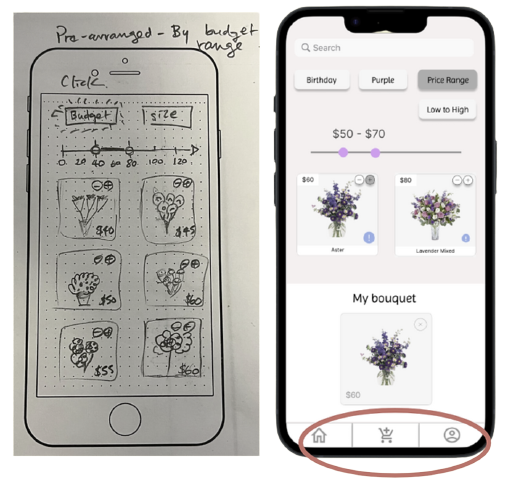 Pre-arranged - By budget
range
Click
Budget
size
0 20 40 60 80 100 120
$40
$45
$50
$60
$55
$60
Search
Birthday
Purple
Price Range
Low to High
$50 - $70
$60
$80
Aster
Lavender Mixed
My bouquet
$60